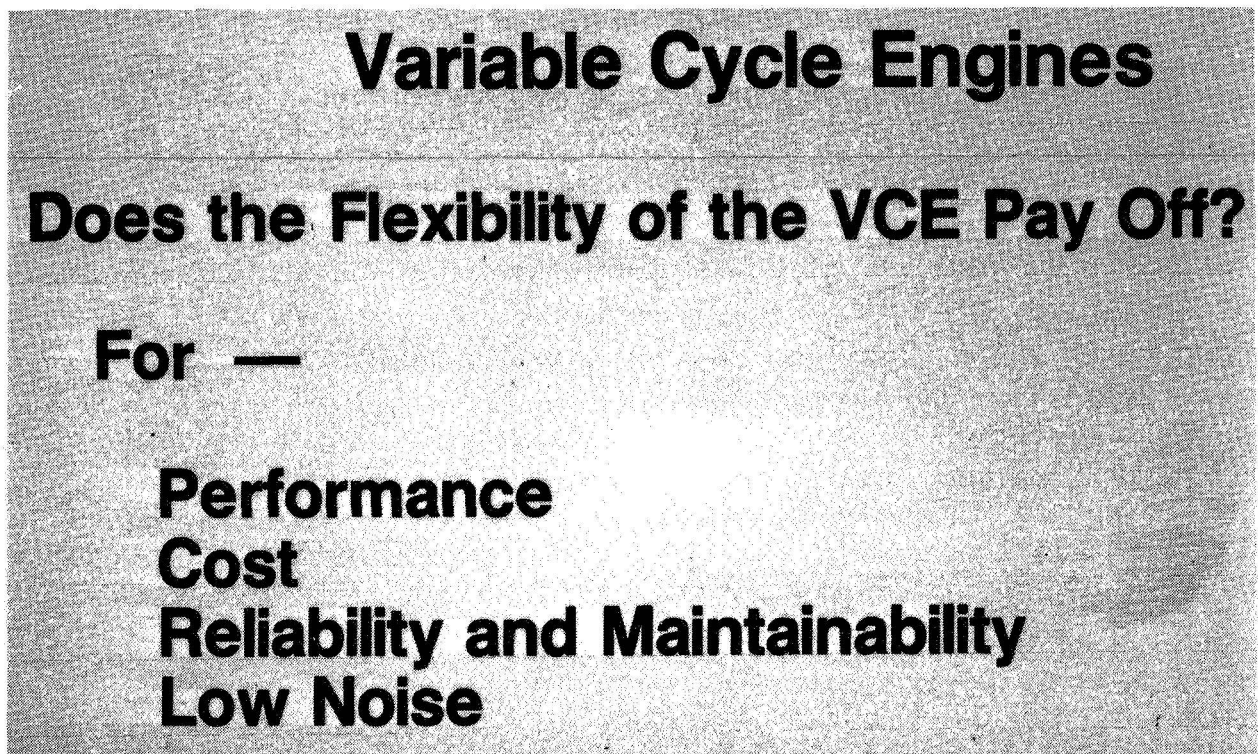 Variable Cycle Engines
Does the Flexibility of the VCE Pay Off?
For —
Performance
Cost
Reliability and Maintainability
Low Noise